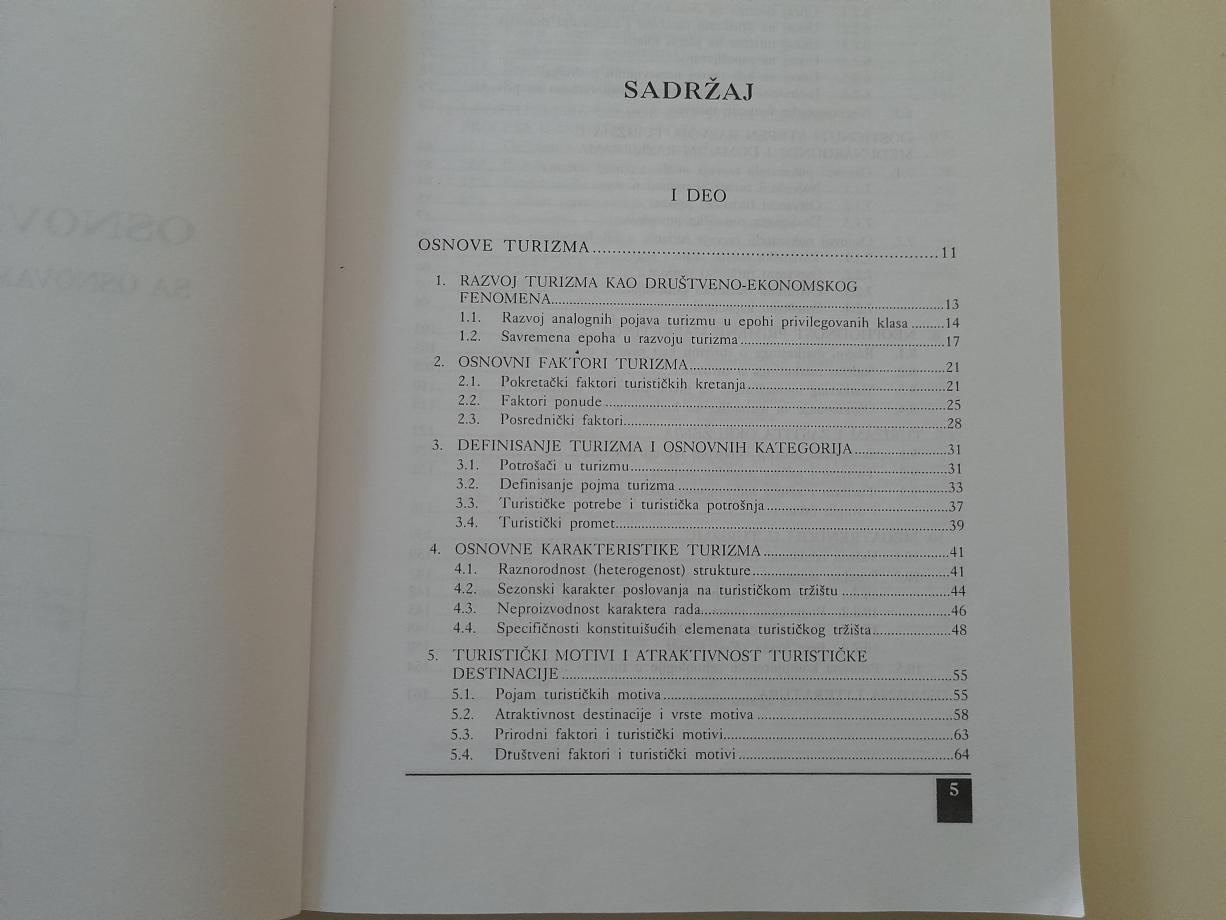 SADRŽAJ
I DEO
OSNOVE TURIZMA.......................................................11
1. RAZVOJ TURIZMA KAO DRUŠTVENO-EKONOMSKOG
FENOMENA.......................................................13
1.1. Razvoj analognih pojava turizmu u epohi privilegovanih klasa .........14
1.2. Savremena epoha u razvoju turizma.......................................................17
2. OSNOVNI FAKTORI TURIZMA.......................................................21
2.1. Pokretački faktori turističkih kretanja.......................................................21
2.2. Faktori ponude.......................................................25
2.3. Posrednički faktori.......................................................28
3. DEFINISANJE TURIZMA I OSNOVNIH KATEGORIJA.........................31
3.1. Potrošači u turizmu.......................................................31
3.2. Definisanje pojma turizma.......................................................33
3.3. Turističke potrebe i turistička potrošnja.......................................................37
3.4. Turistički promet.......................................................39
4. OSNOVNE KARAKTERISTIKE TURIZMA.......................................................41
4.1. Raznorodnost (heterogenost) strukture.......................................................41
4.2. Sezonski karakter poslovanja na turističkom tržištu .........................44
4.3. Neproizvodnost karaktera rada.......................................................46
4.4. Specifičnosti konstituišućih elemenata turističkog tržišta....................48
5. TURISTIČKI MOTIVI I ATRAKTIVNOST TURISTIČKE
DESTINACIJE.......................................................55
5.1. Pojam turističkih motiva.......................................................55
5.2. Atraktivnost destinacije i vrste motiva.......................................................58
5.3. Prirodni faktori i turistički motivi.......................................................63
5.4. Društveni faktori i turistički motivi.......................................................64
5